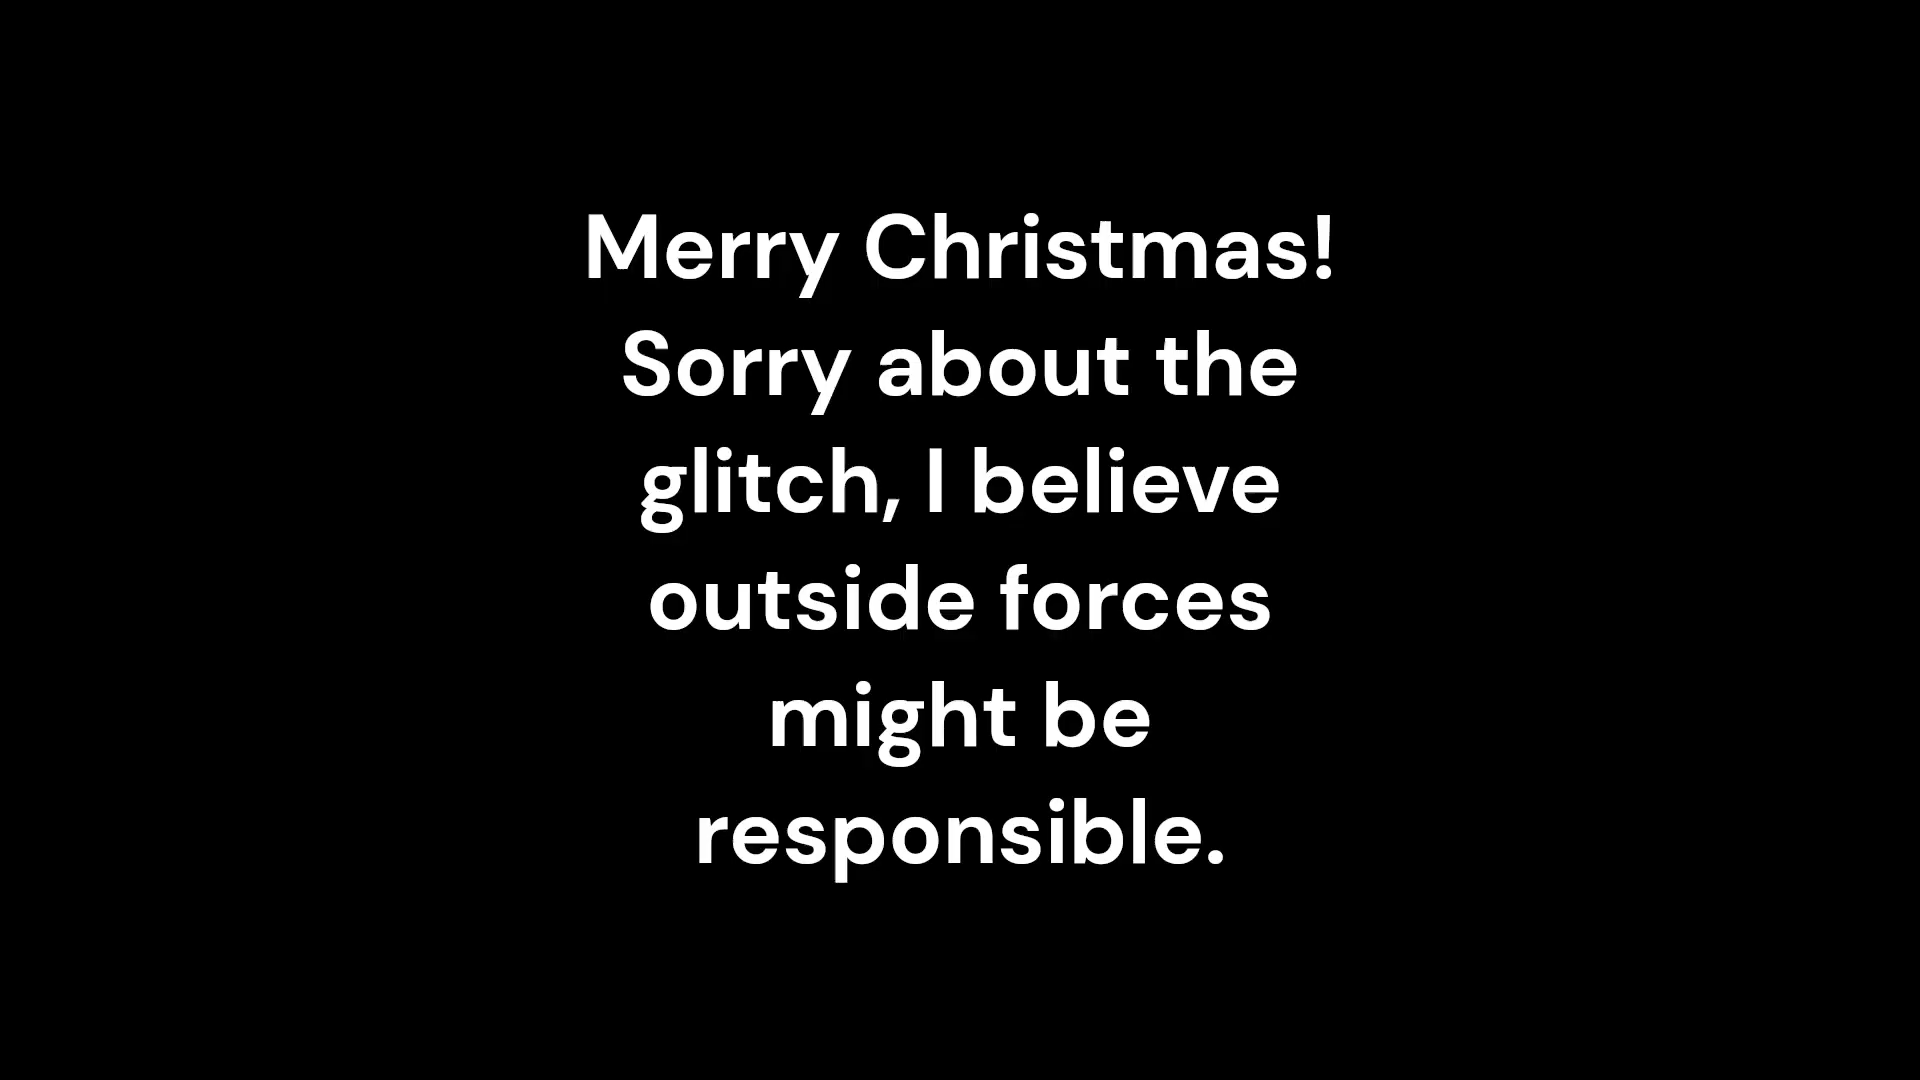 Merry Christmas!
Sorry about the
glitch, I believe
outside forces
might be
responsible.